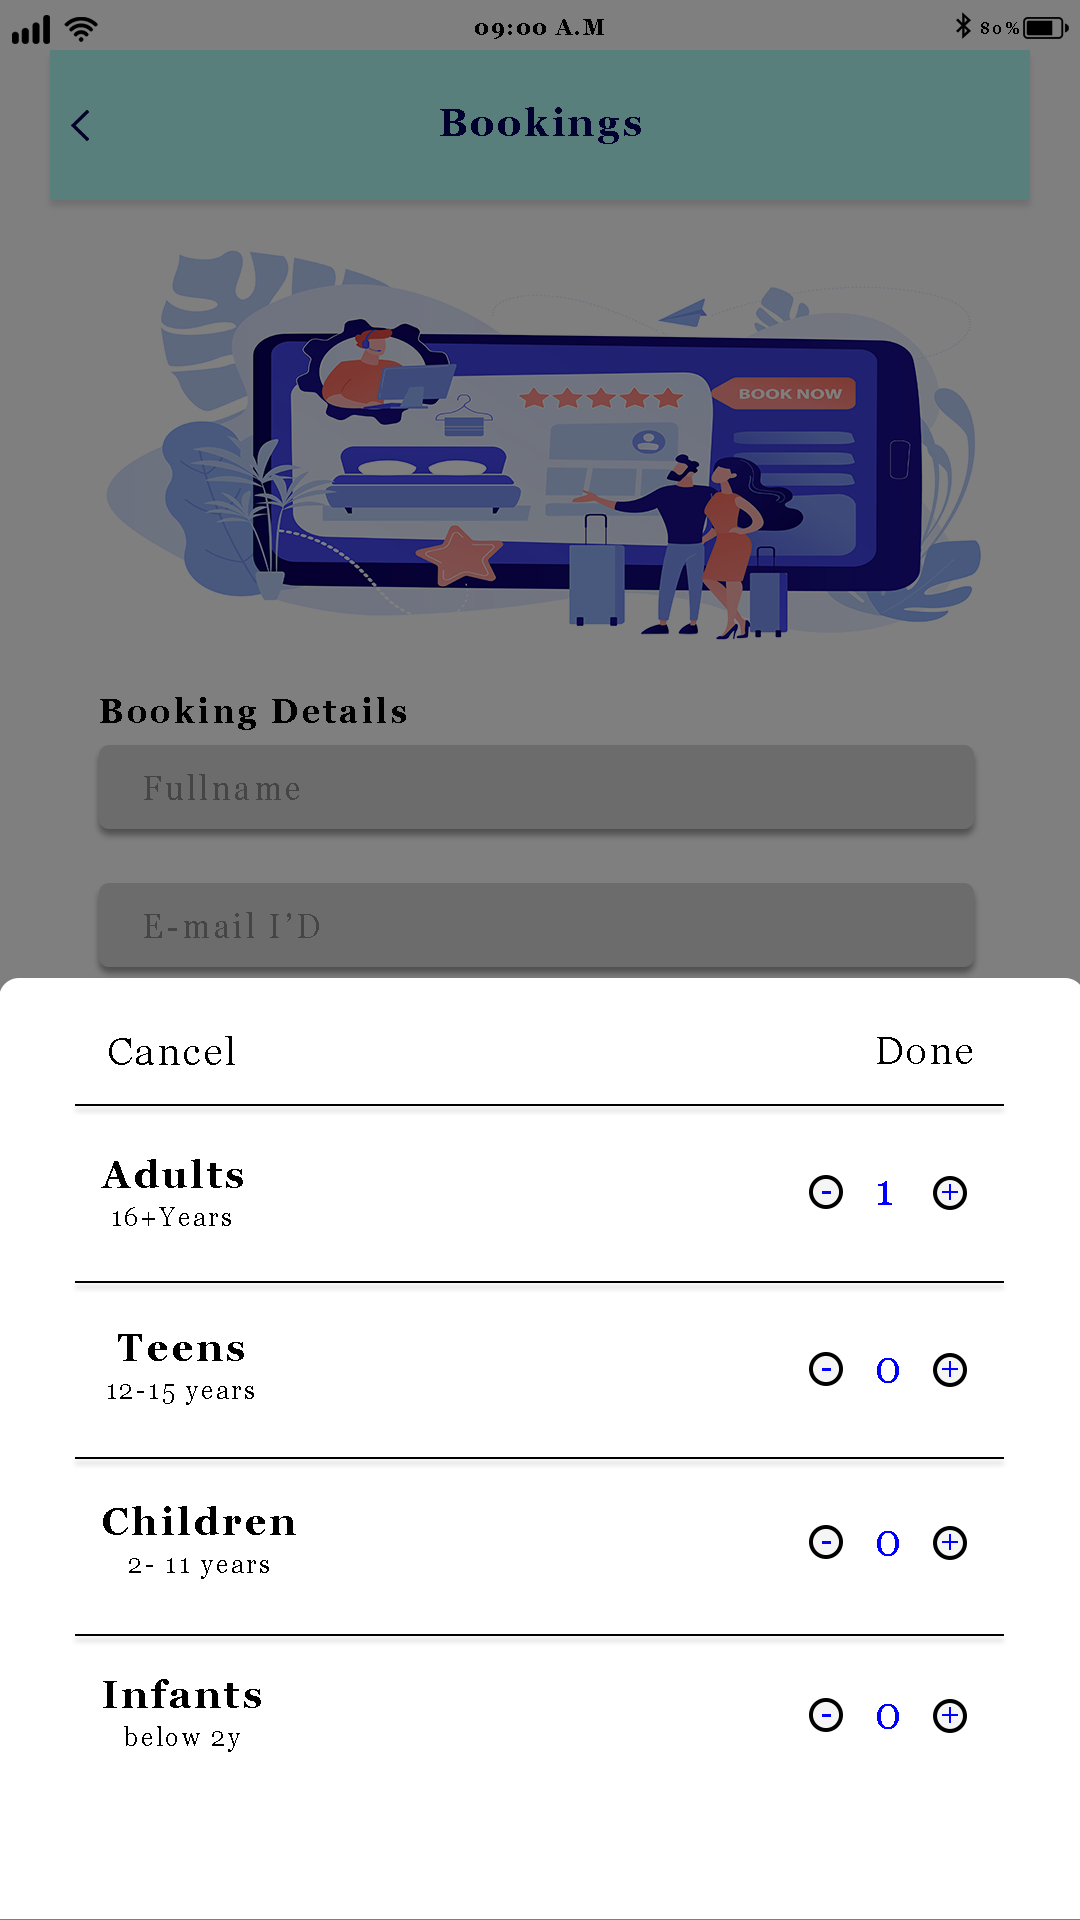 09:00 A.M
80%
Bookings
BOOK NOW
Booking Details
Fullname
E-mail I’D
Cancel Done
Adults
16+Years
- 1 +
Teens
12-15 years
- 0 +
Children
2- 11 years
- 0 +
Infants
below 2y
- 0 +